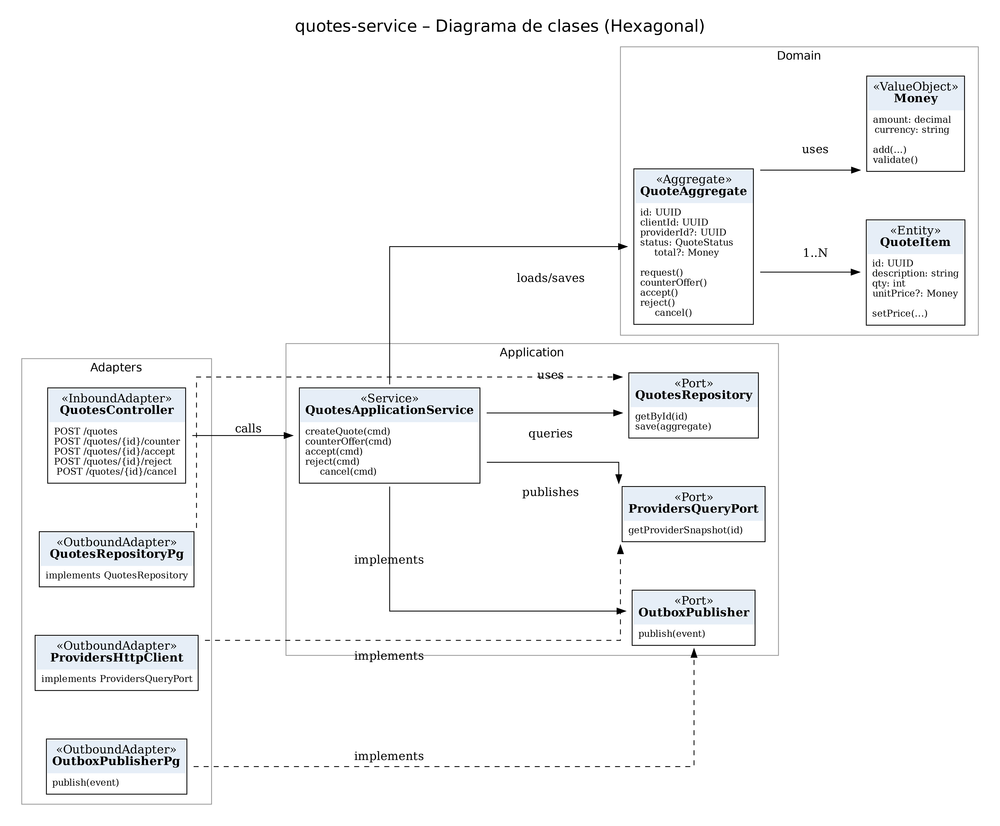 quotes-service – Diagrama de clases (Hexagonal)
Domain
«ValueObject»
Money
amount: decimal
currency: string
add(...)
validate()
uses
«Aggregate»
QuoteAggregate
id: UUID
clientId: UUID
providerId?: UUID
status: QuoteStatus
total?: Money
request()
counterOffer()
accept()
reject()
cancel()
1..N
«Entity»
QuoteItem
id: UUID
description: string
qty: int
unitPrice?: Money
setPrice(...)
loads/saves
Application
Adapters
uses
«InboundAdapter»
QuotesController
POST /quotes
POST /quotes/{id}/counter
POST /quotes/{id}/accept
POST /quotes/{id}/reject
POST /quotes/{id}/cancel
calls
«Service»
QuotesApplicationService
createQuote(cmd)
counterOffer(cmd)
accept(cmd)
reject(cmd)
cancel(cmd)
queries
publishes
«Port»
QuotesRepository
getById(id)
save(aggregate)
«Port»
ProvidersQueryPort
getProviderSnapshot(id)
«OutboundAdapter»
QuotesRepositoryPg
implements QuotesRepository
implements
«Port»
OutboxPublisher
publish(event)
«OutboundAdapter»
ProvidersHttpClient
implements ProvidersQueryPort
implements
«OutboundAdapter»
OutboxPublisherPg
publish(event)
implements